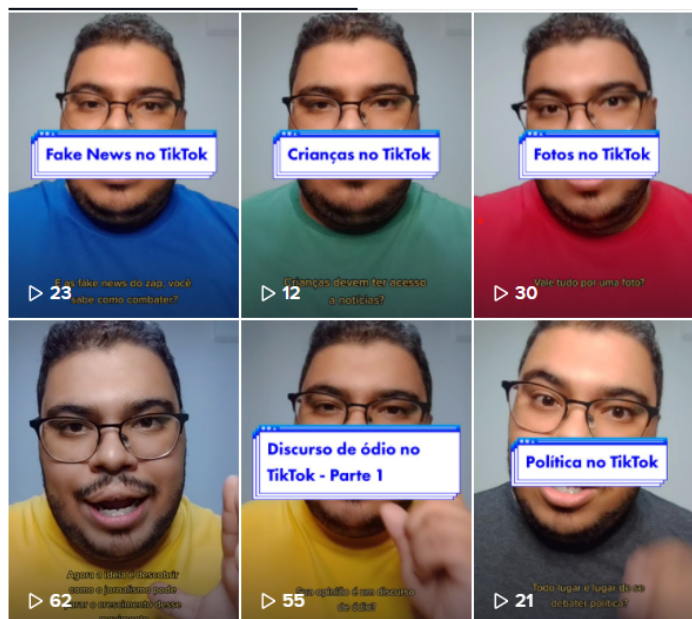 Fake News no TikTok
E as fake news do zap, você
sabe como combater?
23
Crianças no TikTok
Crianças devem ter acesso
a notícias?
12
Fotos no TikTok
Vale tudo por uma foto?
30
Agora a ideia é descobrir
como o jornalismo pode
parar o crescimento desse
62
Discurso de ódio no
TikTok - Parte 1
Sua opinião é um discurso
de ódio?
55
Política no TikTok
Todo lugar é lugar de se
debater política?
21